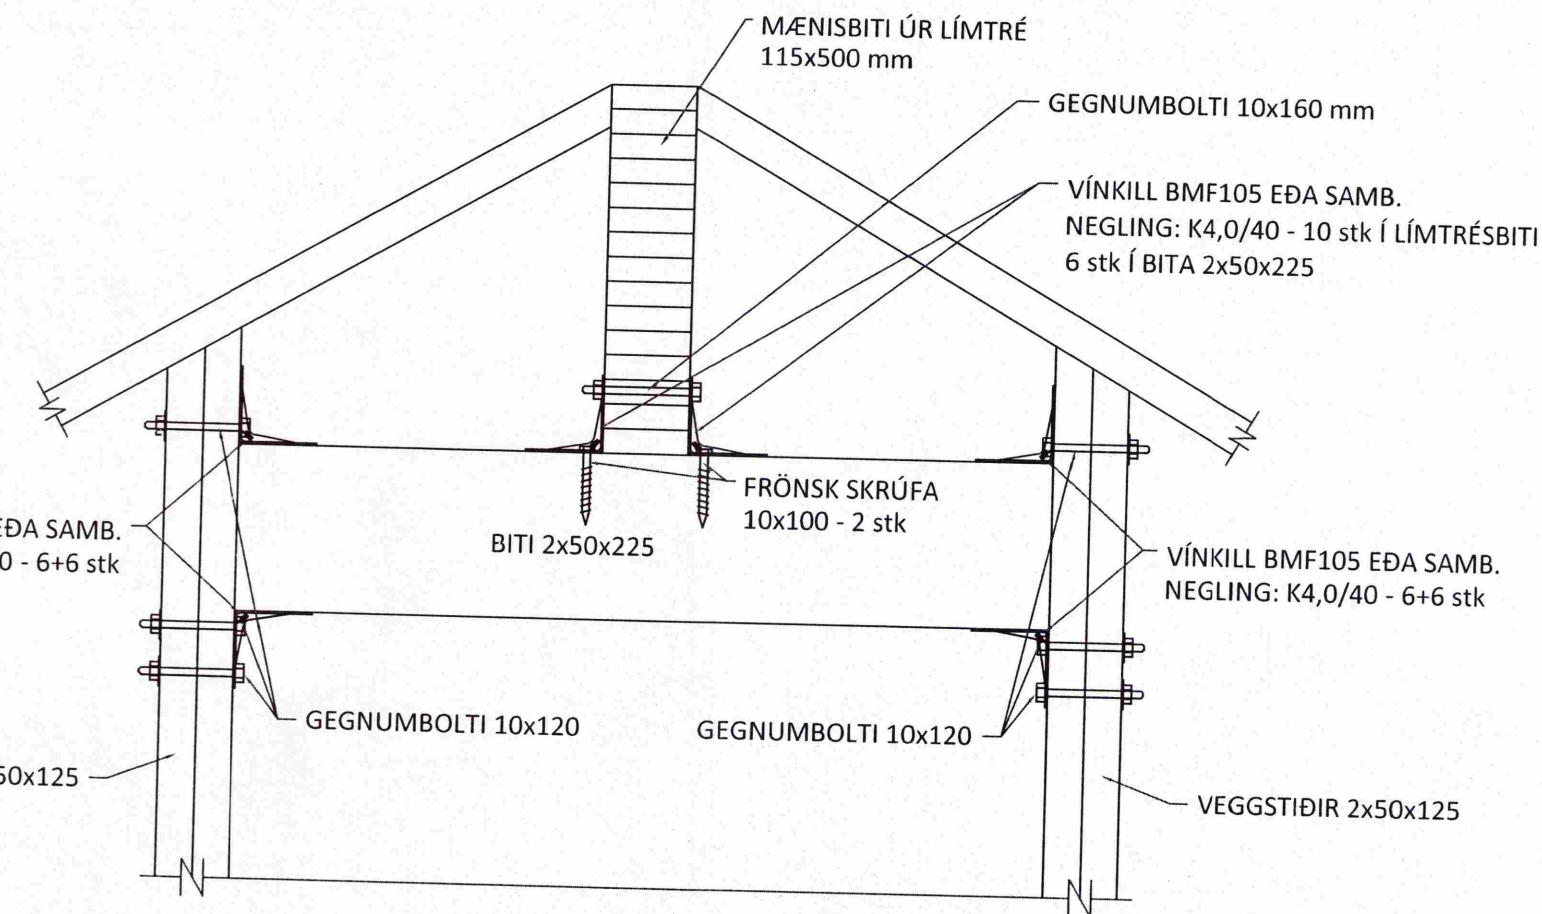 MÆNISBITI ÚR LÍMTRÉ
115x500 mm
GEGNUMBOLTI 10x160 mm
VÍNKILL BMF105 EÐA SAMB.
NEGLING: K4,0/40 - 10 stk Í LÍMTRÉSBITI
6 stk Í BITA 2x50x225
FRÖNSK SKRÚFA
10x100 - 2 stk
BITI 2x50x225
EÐA SAMB.
0 - 6+6 stk
VÍNKILL BMF105 EÐA SAMB.
NEGLING: K4,0/40 - 6+6 stk
GEGNUMBOLTI 10x120
GEGNUMBOLTI 10x120
50x125
VEGGSTIÐIR 2x50x125